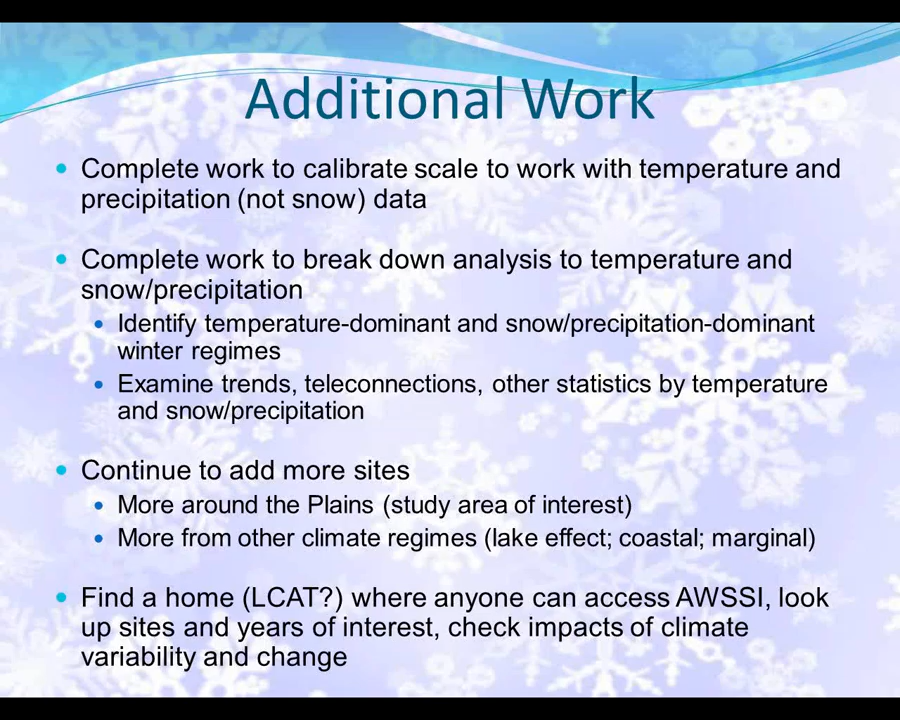 Additional Work
• Complete work to calibrate scale to work with temperature and
precipitation (not snow) data
• Complete work to break down analysis to temperature and
snow/precipitation
• Identify temperature-dominant and snow/precipitation-dominant
winter regimes
• Examine trends, teleconnections, other statistics by temperature
and snow/precipitation
• Continue to add more sites
• More around the Plains (study area of interest)
• More from other climate regimes (lake effect; coastal; marginal)
• Find a home (LCAT?) where anyone can access AWSSI, look
up sites and years of interest, check impacts of climate
variability and change